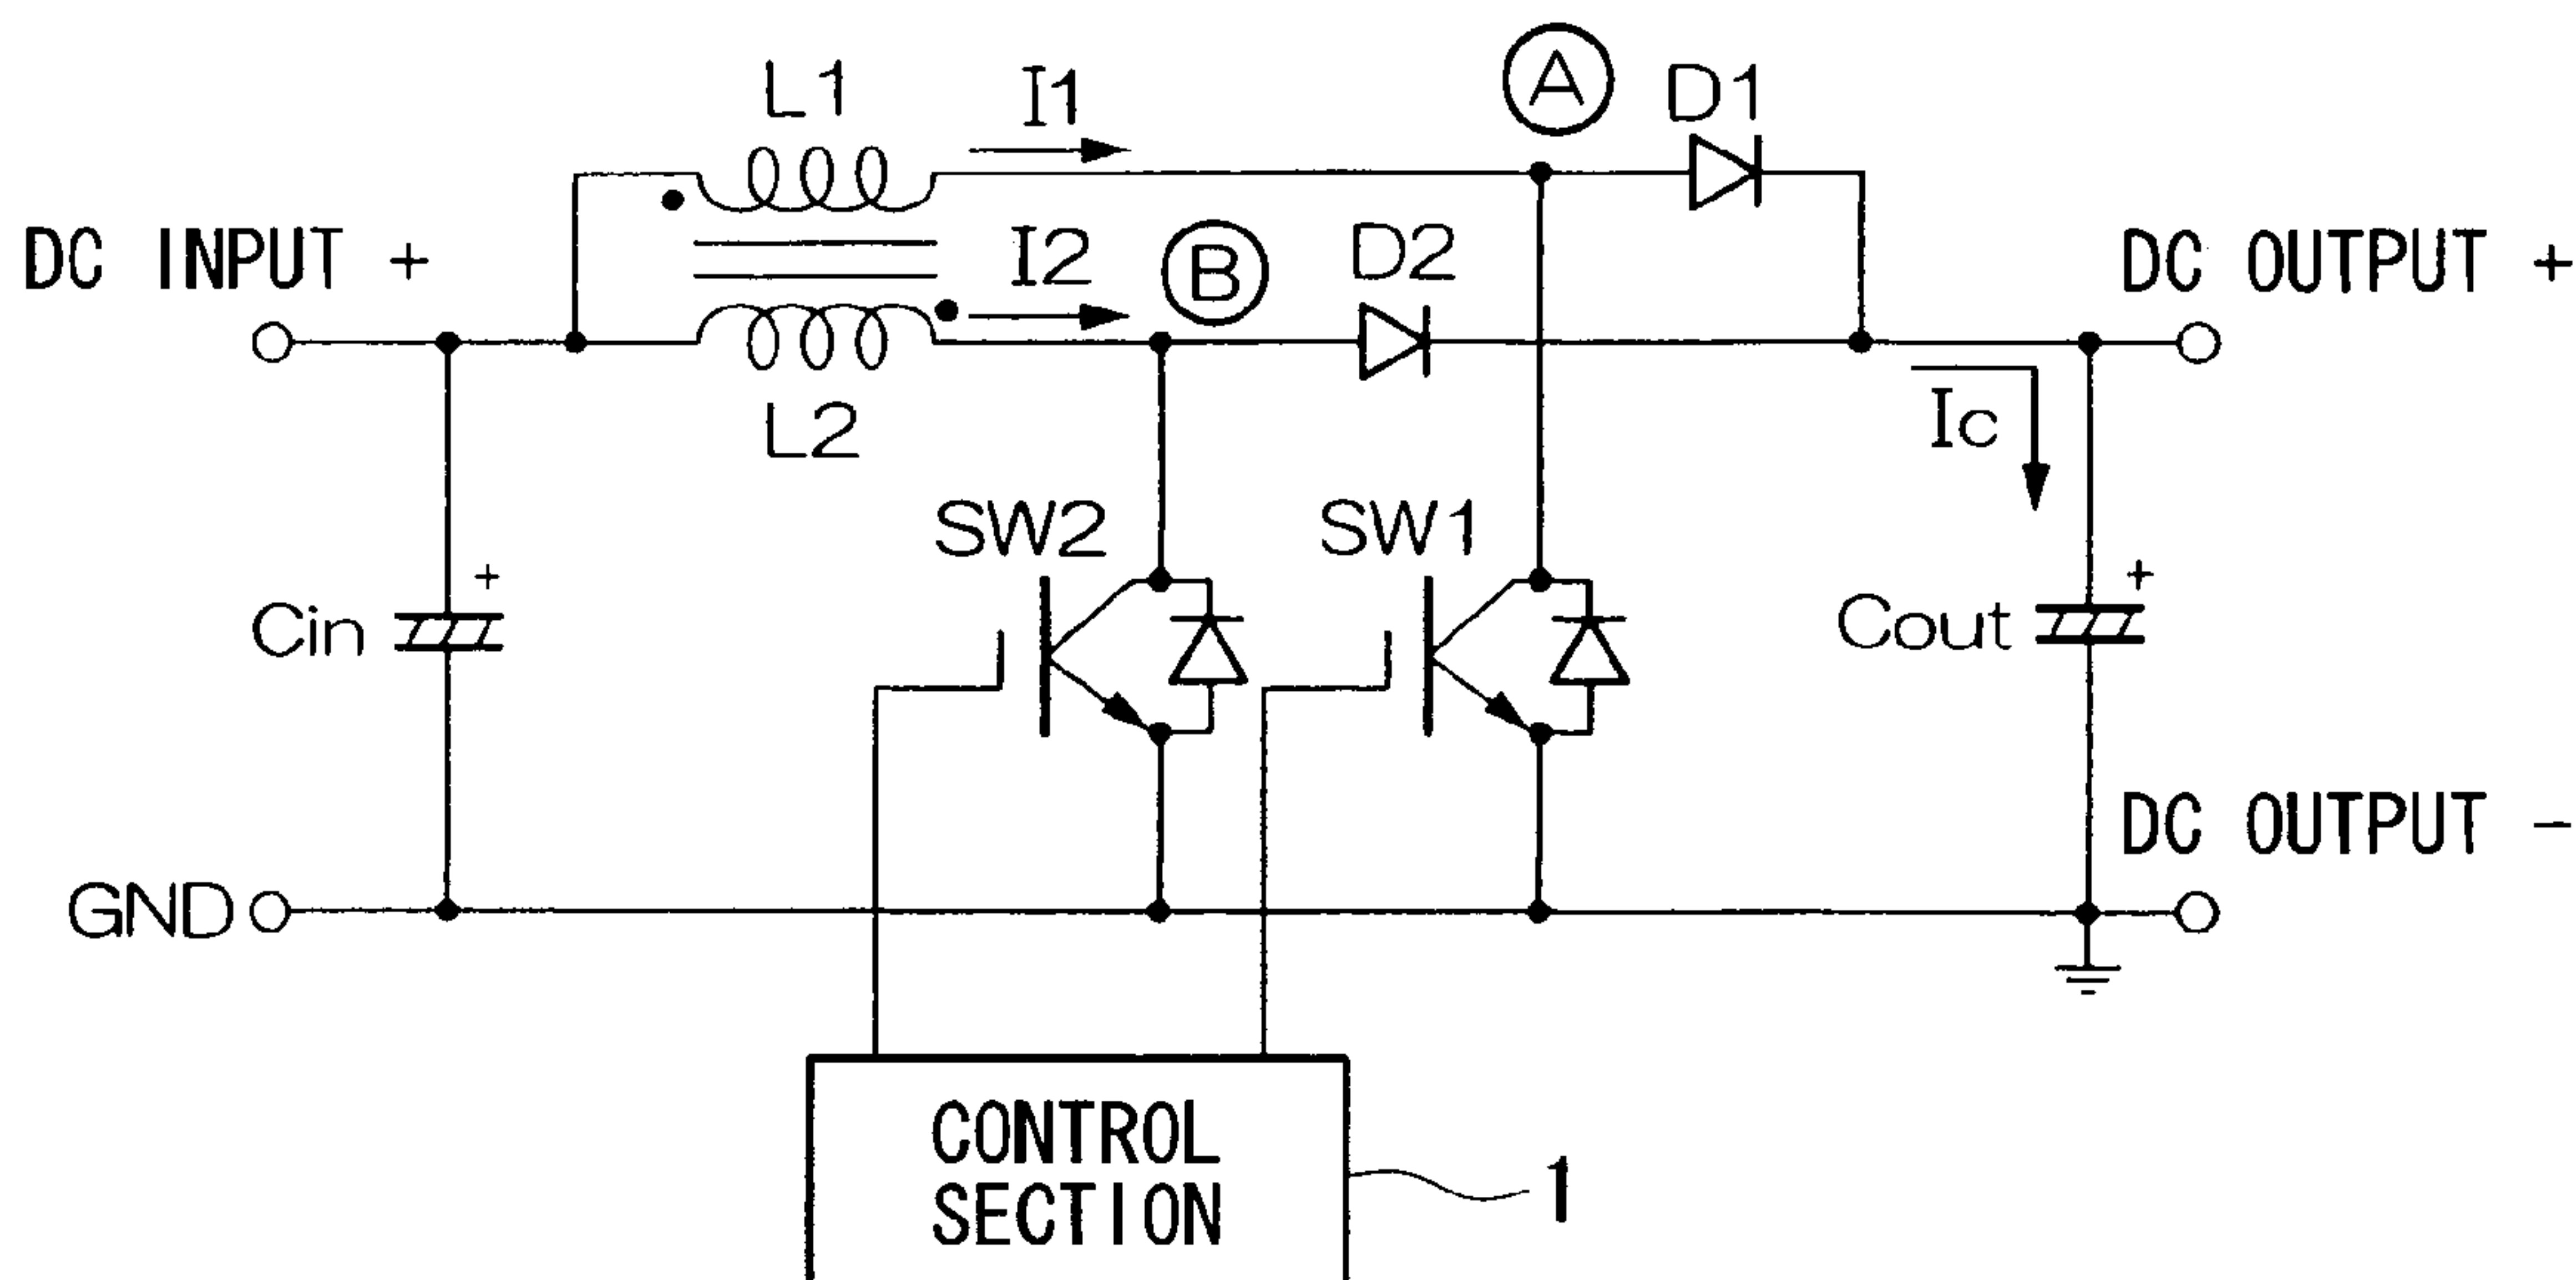 L1
I1
A
D1
DC INPUT +
I2
B
D2
DC OUTPUT +
L2
Ic
SW2
SW1
+
+
Cin
Cout
GND
DC OUTPUT -
CONTROL
SECTION
1